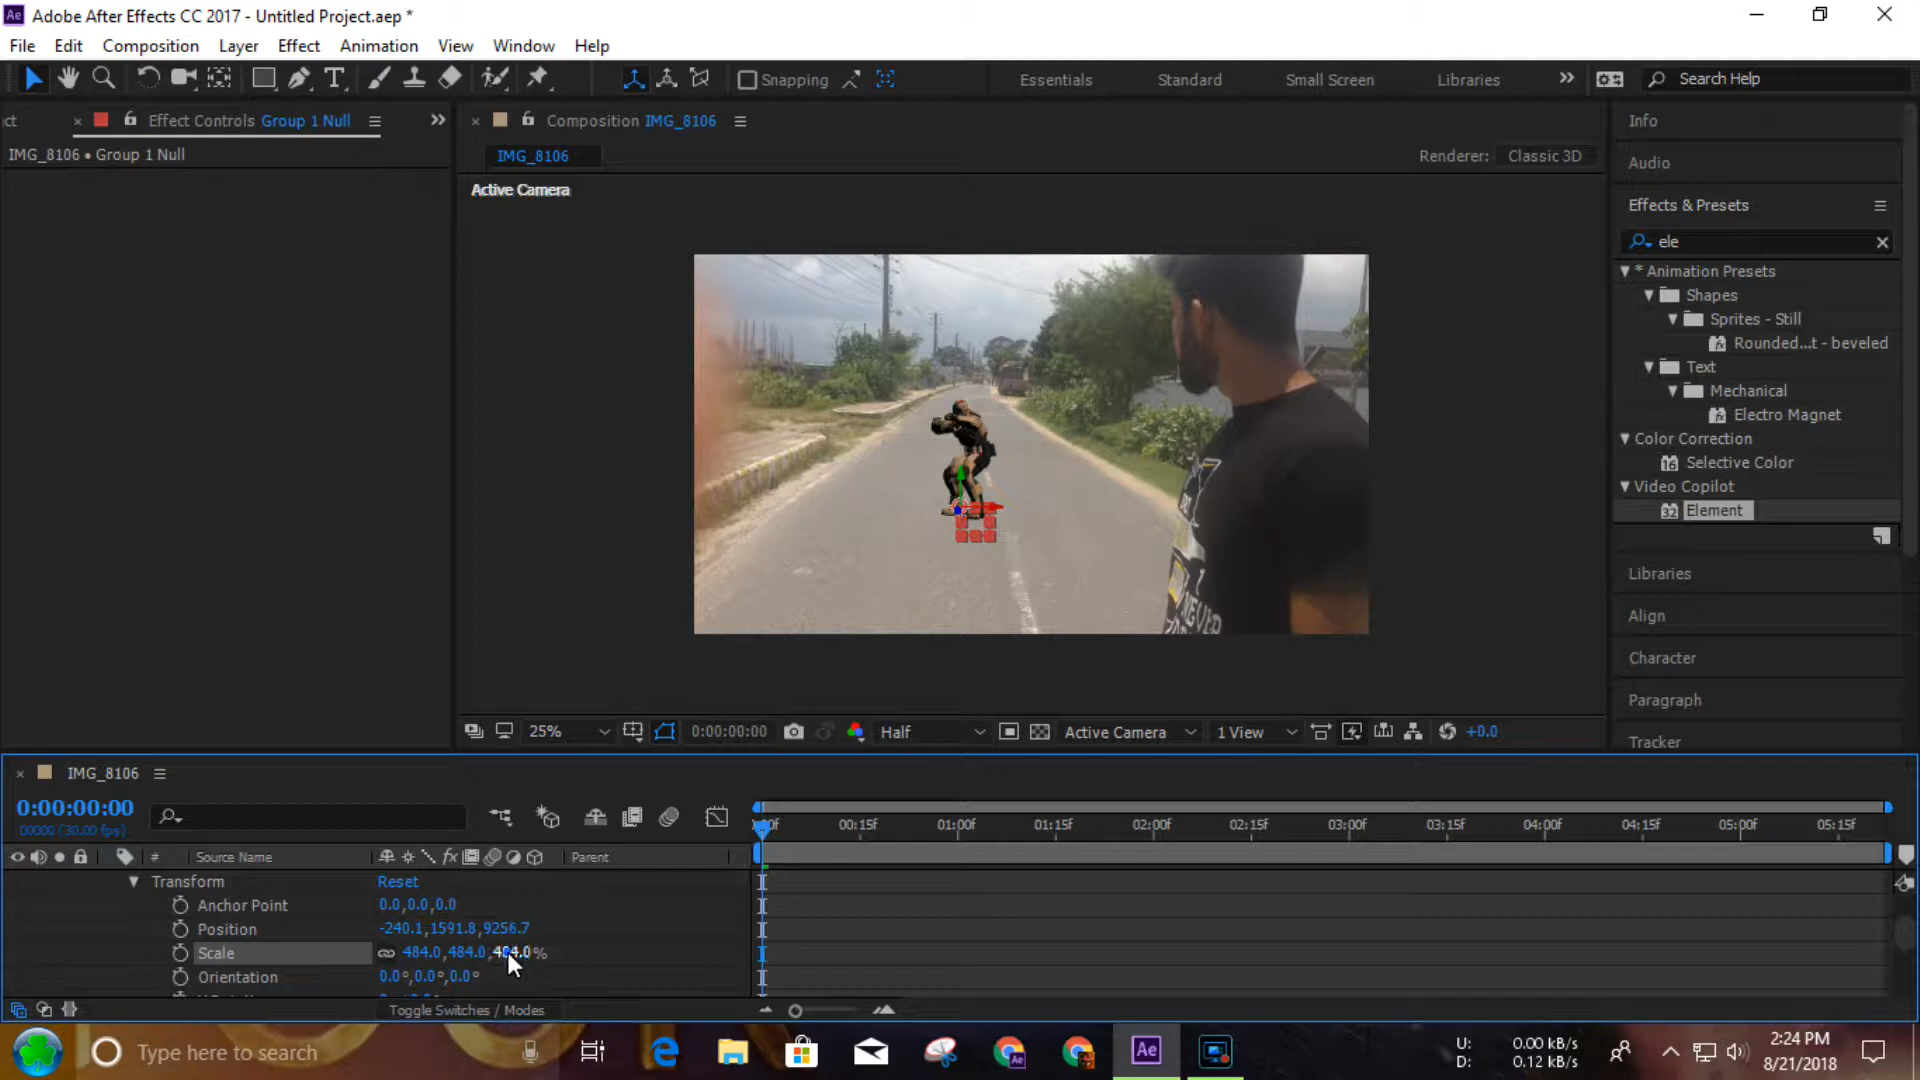 Ae Adobe After Effects CC 2017 - Untitled Project.aep *
File Edit Composition Layer Effect Animation View Window Help
Snapping Essentials Standard Small Screen Libraries Search Help
ct Effect Controls Group 1 Null Composition IMG_8106 Info
IMG_8106 • Group 1 Null IMG_8106 Renderer: Classic 3D
Audio
Active Camera
Effects & Presets
ele
* Animation Presets
Shapes
Sprites - Still
Rounded...t - beveled
Text
Mechanical
Electro Magnet
Color Correction
16 Selective Color
Video Copilot
32 Element
Libraries
Align
Character
Paragraph
Tracker
NEVER
25% 0:00:00:00 Half Active Camera 1 View +0.0
IMG_8106
0:00:00:00
00000 (30.00 fps)
00f 00:15f 01:00f 01:15f 02:00f 02:15f 03:00f 03:15f 04:00f 04:15f 05:00f 05:15f
# Source Name fx Parent
Transform Reset
Anchor Point 0.0,0.0,0.0
Position -240.1,1591.8,9256.7
Scale 484.0,484.0,484.0%
Orientation 0.0°,0.0°,0.0°
Toggle Switches / Modes
Type here to search
Ae
U: 0.00 kB/s
D: 0.12 kB/s
2:24 PM
8/21/2018